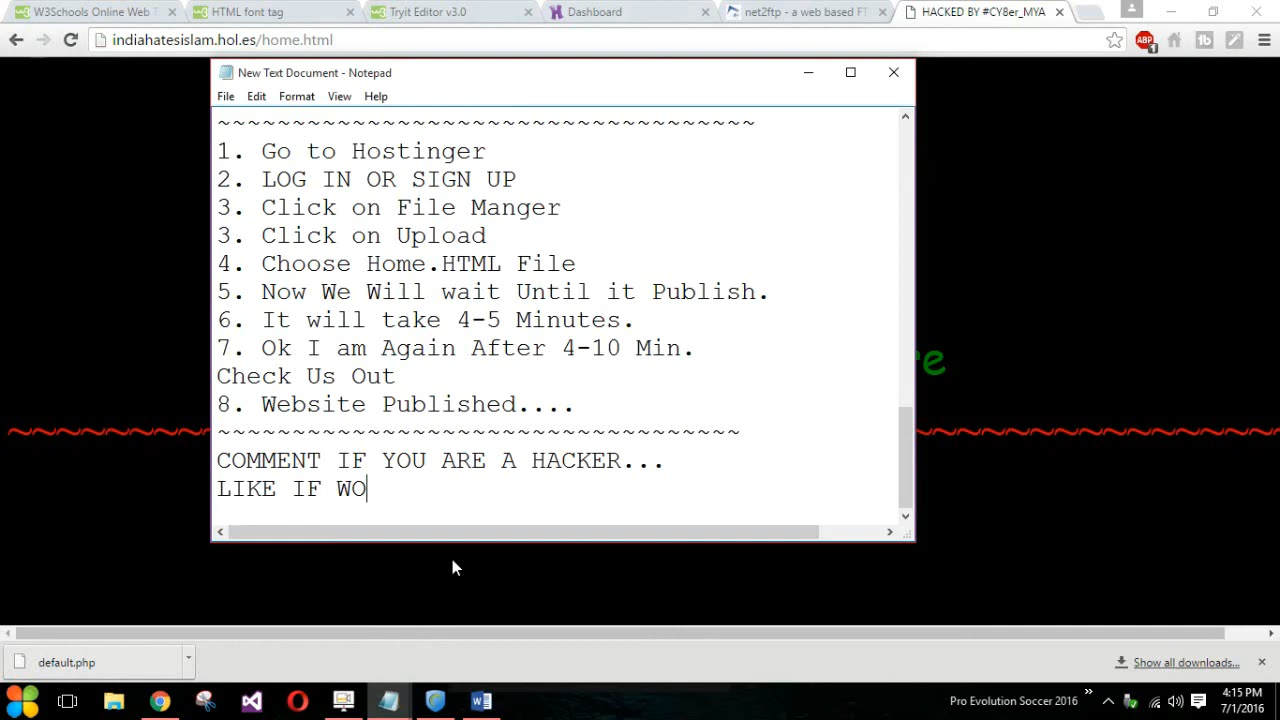 W3Schools Online Web T
HTML font tag
Tryit Editor v3.0
Dashboard
net2ftp - a web based FT
HACKED BY #CY8er_MYA
indiahatesislam.hol.es/home.html
ABP
1
New Text Document - Notepad
File Edit Format View Help
~~~~~~~~~~~~~~~~~~~~~~~~~~~~~~~~~~~~
1. Go to Hostinger
2. LOG IN OR SIGN UP
3. Click on File Manger
3. Click on Upload
4. Choose Home.HTML File
5. Now We Will wait Until it Publish.
6. It will take 4-5 Minutes.
7. Ok I am Again After 4-10 Min.
Check Us Out
8. Website Published....
~~~~~~~~~~~~~~~~~~~~~~~~~~~~~~~~~~~
COMMENT IF YOU ARE A HACKER...
LIKE IF WO
default.php
Show all downloads...
Pro Evolution Soccer 2016
4:15 PM
7/1/2016